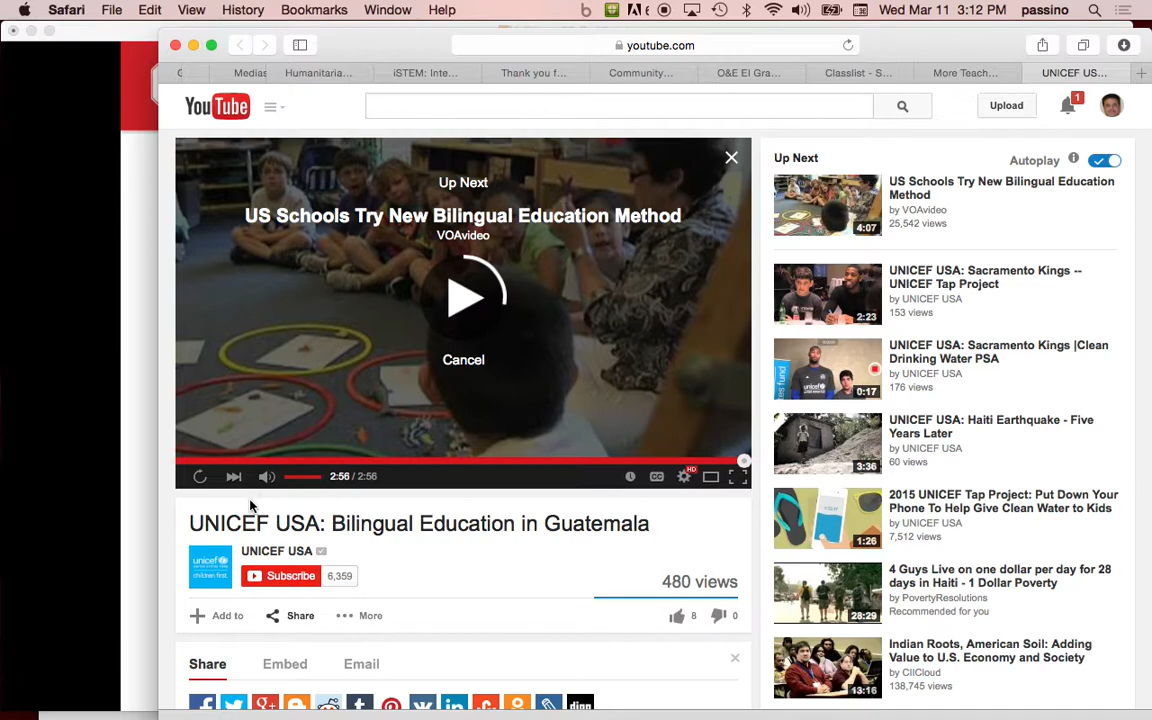 Safari File Edit View History Bookmarks Window Help Wed Mar 11 3:12 PM passino
youtube.com
Medias Humanitaria... iSTEM: Inte... Thank you f... Community... O&E EI Gra... Classlist - S... More Teach... UNICEF US...
YouTube Upload 1
Up Next
US Schools Try New Bilingual Education Method
VOAvideo
Cancel
2:56 / 2:56
HD
CC
UNICEF USA: Bilingual Education in Guatemala
unicef
children first.
UNICEF USA
Subscribe 6,359
480 views
Add to Share More 8 0
Share Embed Email
digg
Up Next Autoplay
US Schools Try New Bilingual Education
Method
by VOAvideo
25,542 views
4:07
UNICEF USA: Sacramento Kings --
UNICEF Tap Project
by UNICEF USA
153 views
2:23
UNICEF USA: Sacramento Kings |Clean
Drinking Water PSA
by UNICEF USA
176 views
0:17
UNICEF USA: Haiti Earthquake - Five
Years Later
by UNICEF USA
60 views
3:36
2015 UNICEF Tap Project: Put Down Your
Phone To Help Give Clean Water to Kids
by UNICEF USA
7,512 views
1:26
4 Guys Live on one dollar per day for 28
days in Haiti - 1 Dollar Poverty
by PovertyResolutions
Recommended for you
28:29
Indian Roots, American Soil: Adding
Value to U.S. Economy and Society
by CIICloud
138,745 views
13:16